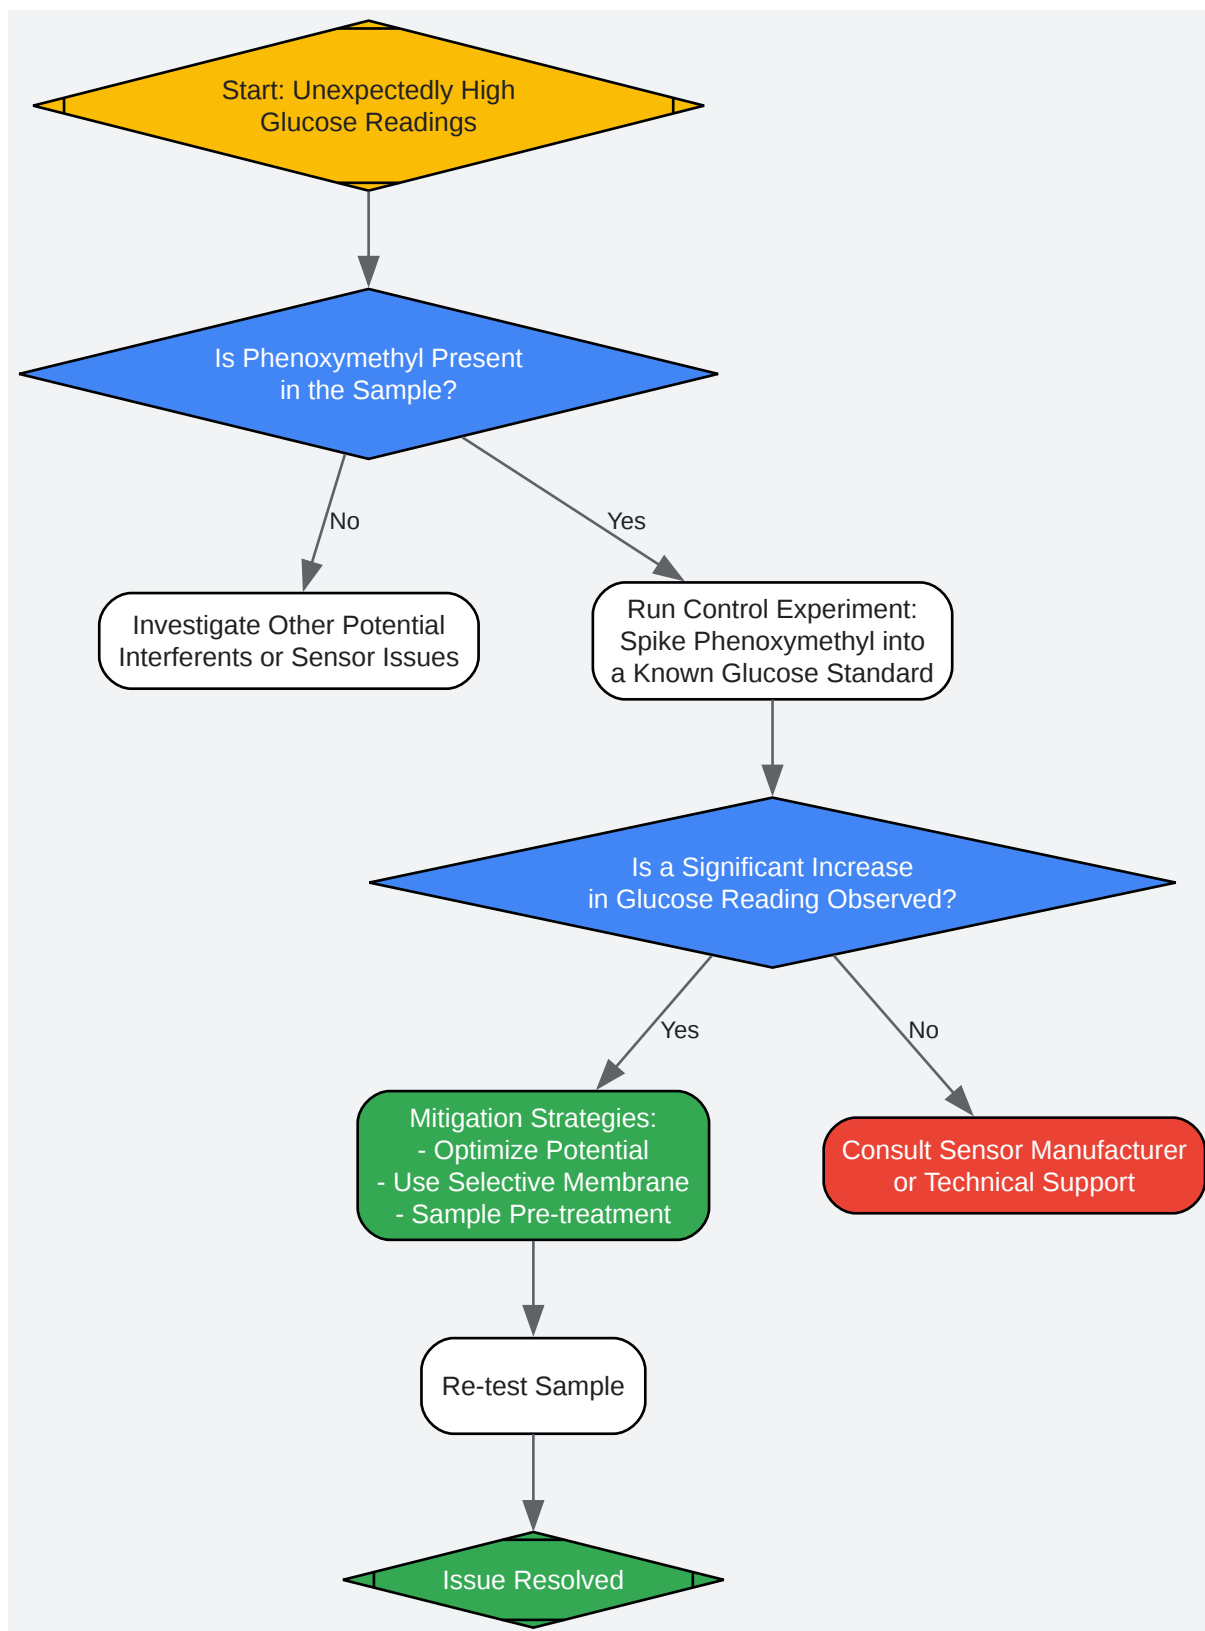 Start: Unexpectedly High
Glucose Readings
Is Phenoxymethyl Present
in the Sample?
No
Yes
Investigate Other Potential
Interferents or Sensor Issues
Run Control Experiment:
Spike Phenoxymethyl into
a Known Glucose Standard
Is a Significant Increase
in Glucose Reading Observed?
Yes
No
Mitigation Strategies:
- Optimize Potential
- Use Selective Membrane
- Sample Pre-treatment
Consult Sensor Manufacturer
or Technical Support
Re-test Sample
Issue Resolved